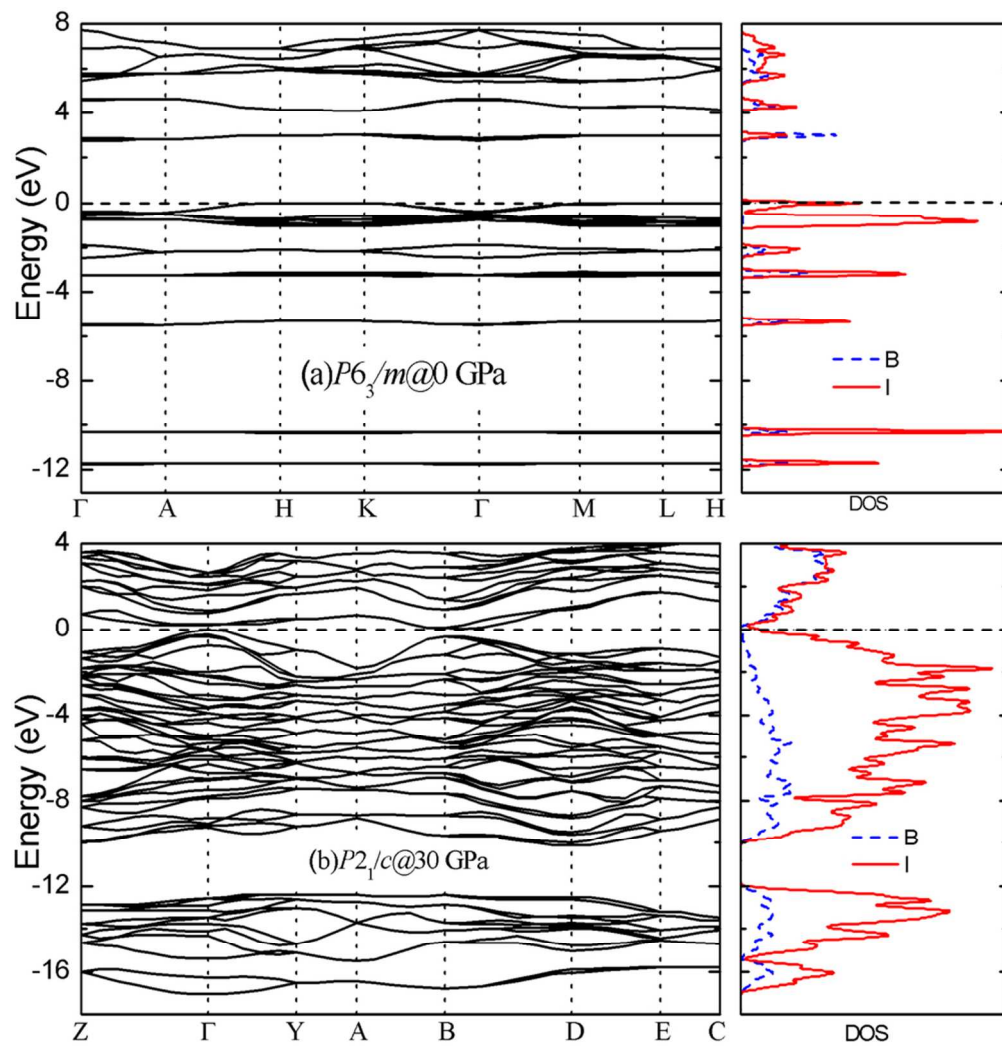 8
4
0
-4
-8
-12
Energy (eV)
(a)P6₃/m@0 GPa
B
I
Γ A H K Γ M L H
DOS
4
0
-4
-8
-12
-16
Energy (eV)
(b)P2₁/c@30 GPa
B
I
Z Γ Y A B D E C
DOS